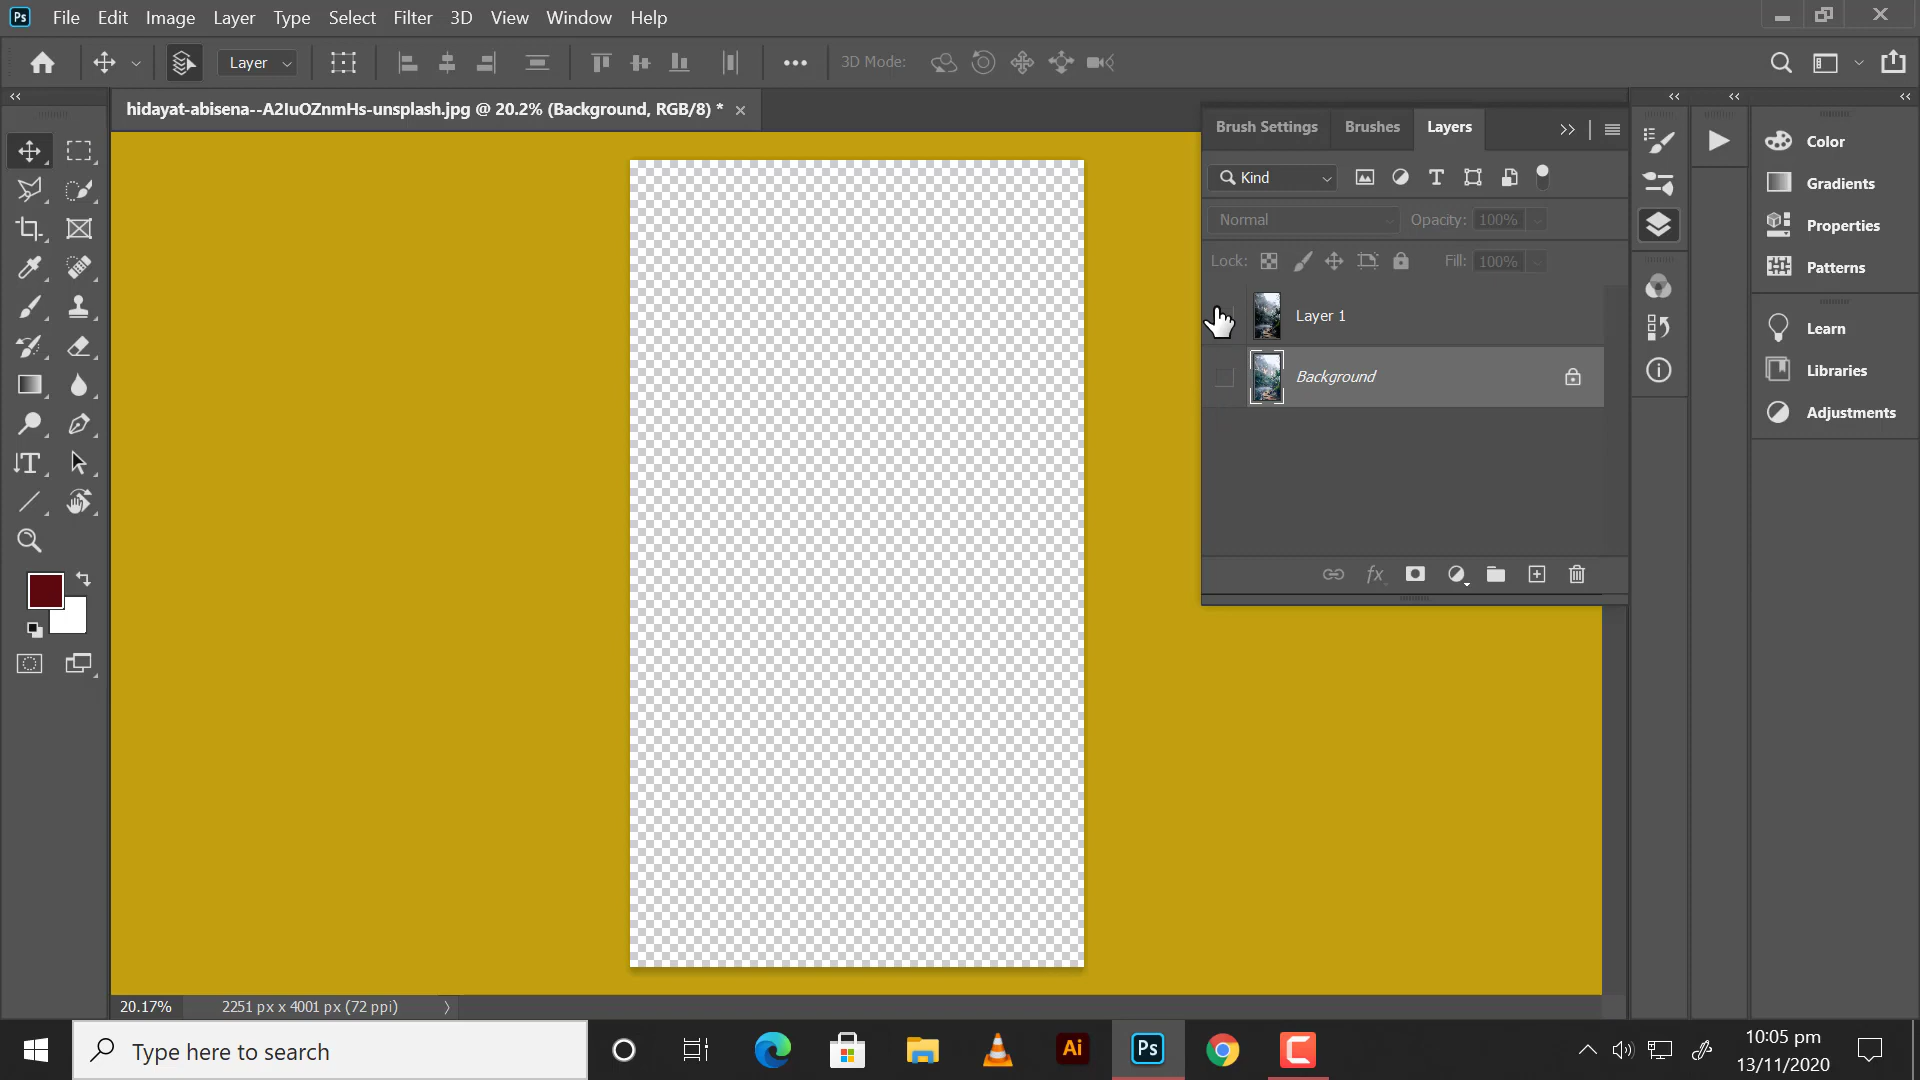 Ps File Edit Image Layer Type Select Filter 3D View Window Help
Layer 3D Mode:
hidayat-abisena--A2IuOZnmHs-unsplash.jpg @ 20.2% (Background, RGB/8) *
Brush Settings Brushes Layers
Kind
Normal Opacity: 100%
Lock: Fill: 100%
Layer 1
Background
fx
Color
Gradients
Properties
Patterns
Learn
Libraries
Adjustments
20.17% 2251 px x 4001 px (72 ppi)
Type here to search
Ai
Ps
10:05 pm
13/11/2020